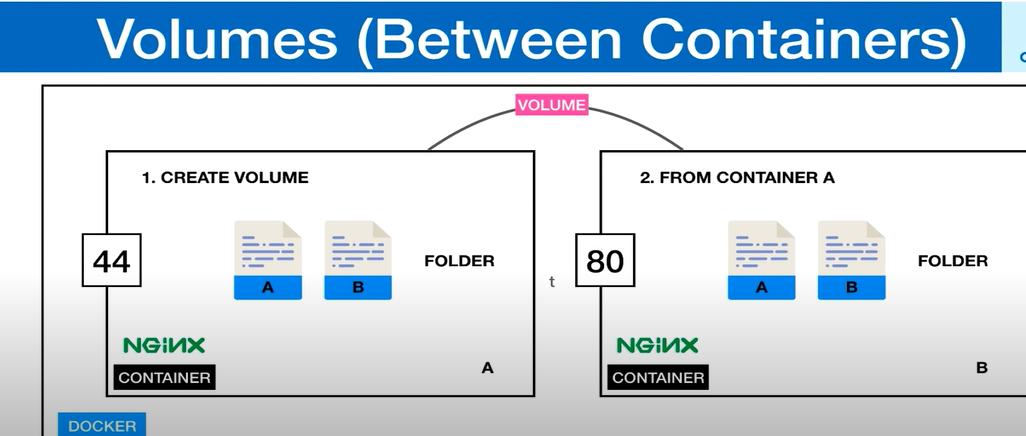 Volumes (Between Containers)
VOLUME
1. CREATE VOLUME
44
A
B
FOLDER
NGiNX
CONTAINER
A
t
2. FROM CONTAINER A
80
A
B
FOLDER
NGiNX
CONTAINER
B
DOCKER